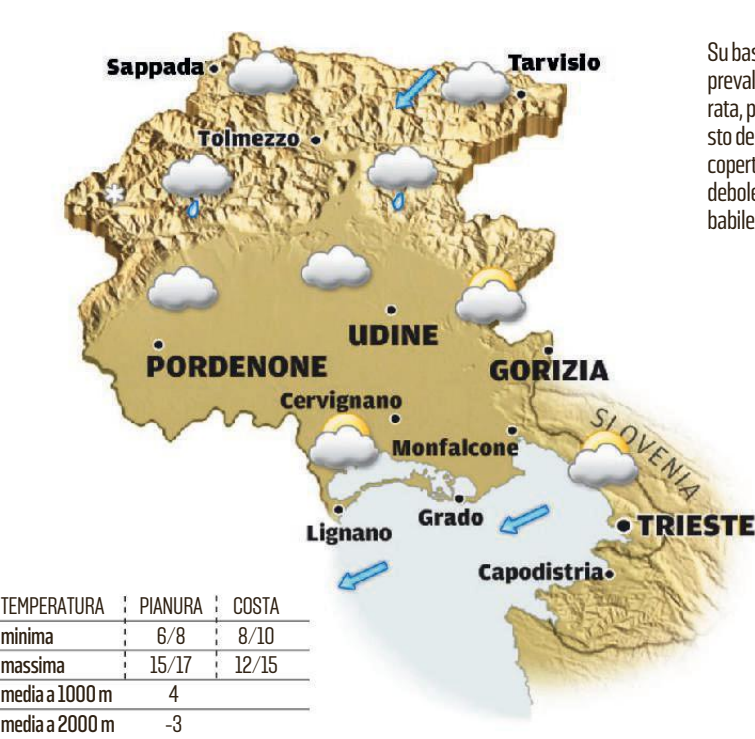 Sappada
Tarvisio
Tolmezzo
UDINE
PORDENONE
GORIZIA
Cervignano
SLOVENIA
Monfalcone
Grado
Lignano
TRIESTE
Capodistria
TEMPERATURA PIANURA COSTA
minima 6/8 8/10
massima 15/17 12/15
media a 1000 m 4
media a 2000 m -3
Su bas
preval
rata, p
sto de
copert
debole
babile